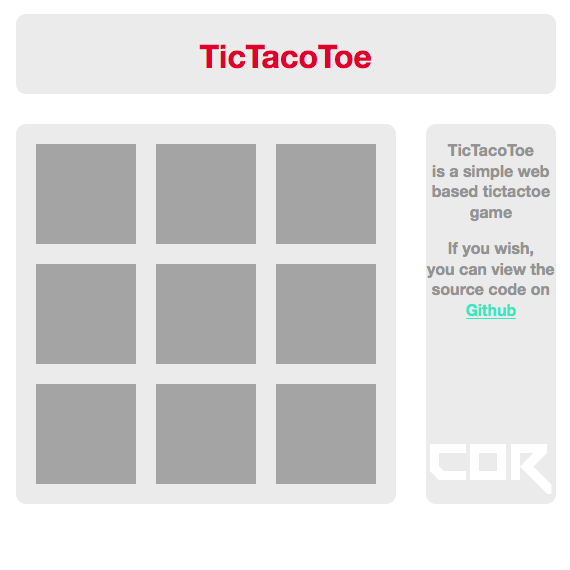 TicTacoToe
TicTacoToe
is a simple web
based tictactoe
game
If you wish,
you can view the
source code on
Github
COR